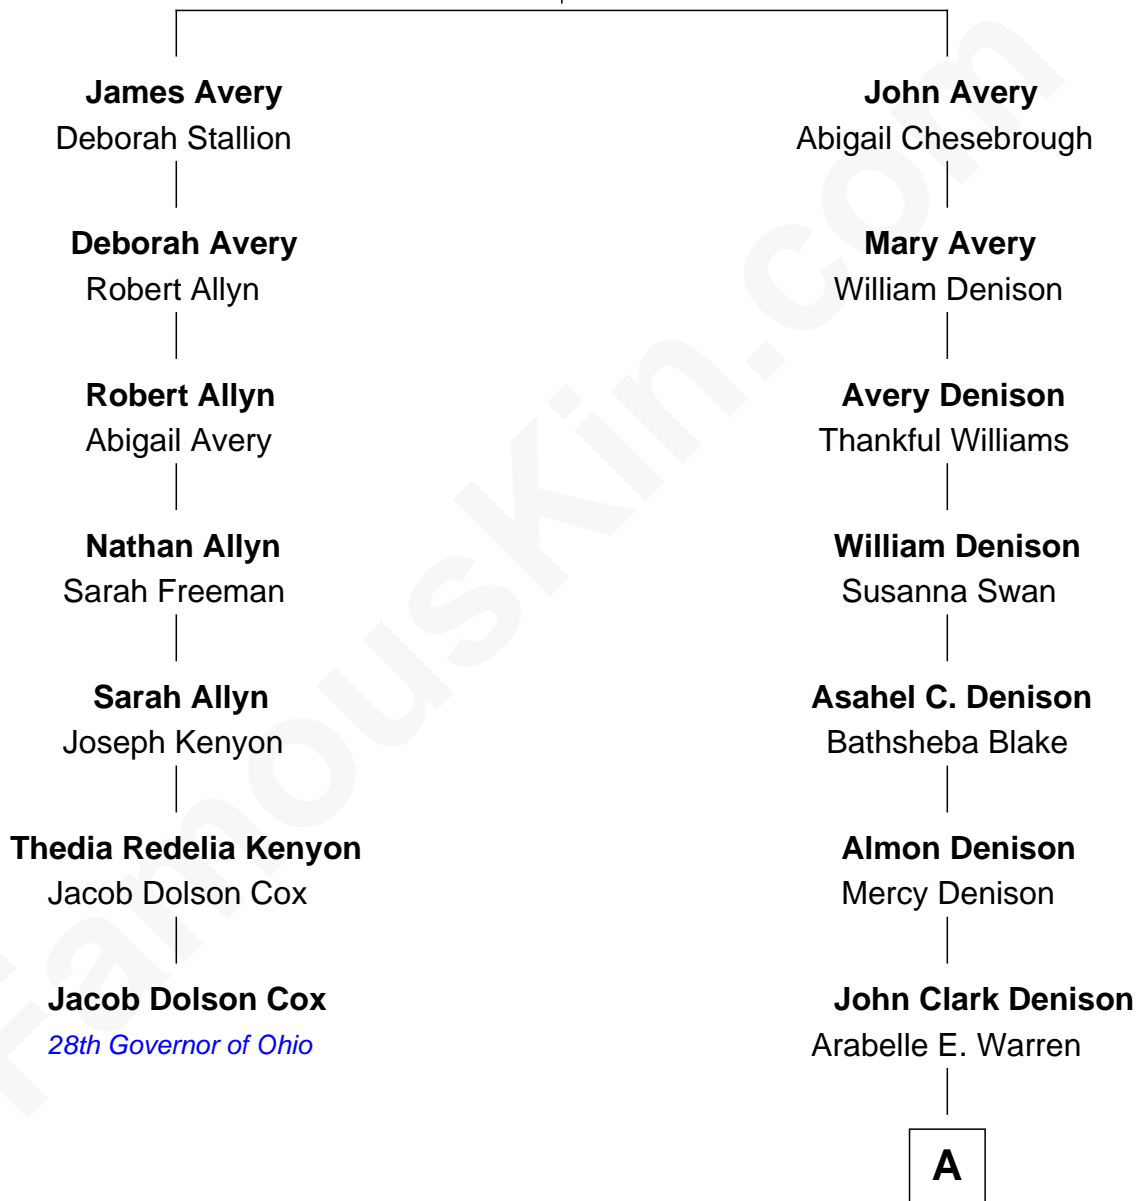 James Avery
Deborah Stallion
Deborah Avery
Robert Allyn
Robert Allyn
Abigail Avery
Nathan Allyn
Sarah Freeman
Sarah Allyn
Joseph Kenyon
Thedia Redelia Kenyon
Jacob Dolson Cox
Jacob Dolson Cox
28th Governor of Ohio
John Avery
Abigail Chesebrough
Mary Avery
William Denison
Avery Denison
Thankful Williams
William Denison
Susanna Swan
Asahel C. Denison
Bathsheba Blake
Almon Denison
Mercy Denison
John Clark Denison
Arabelle E. Warren
A
FamousKin.com